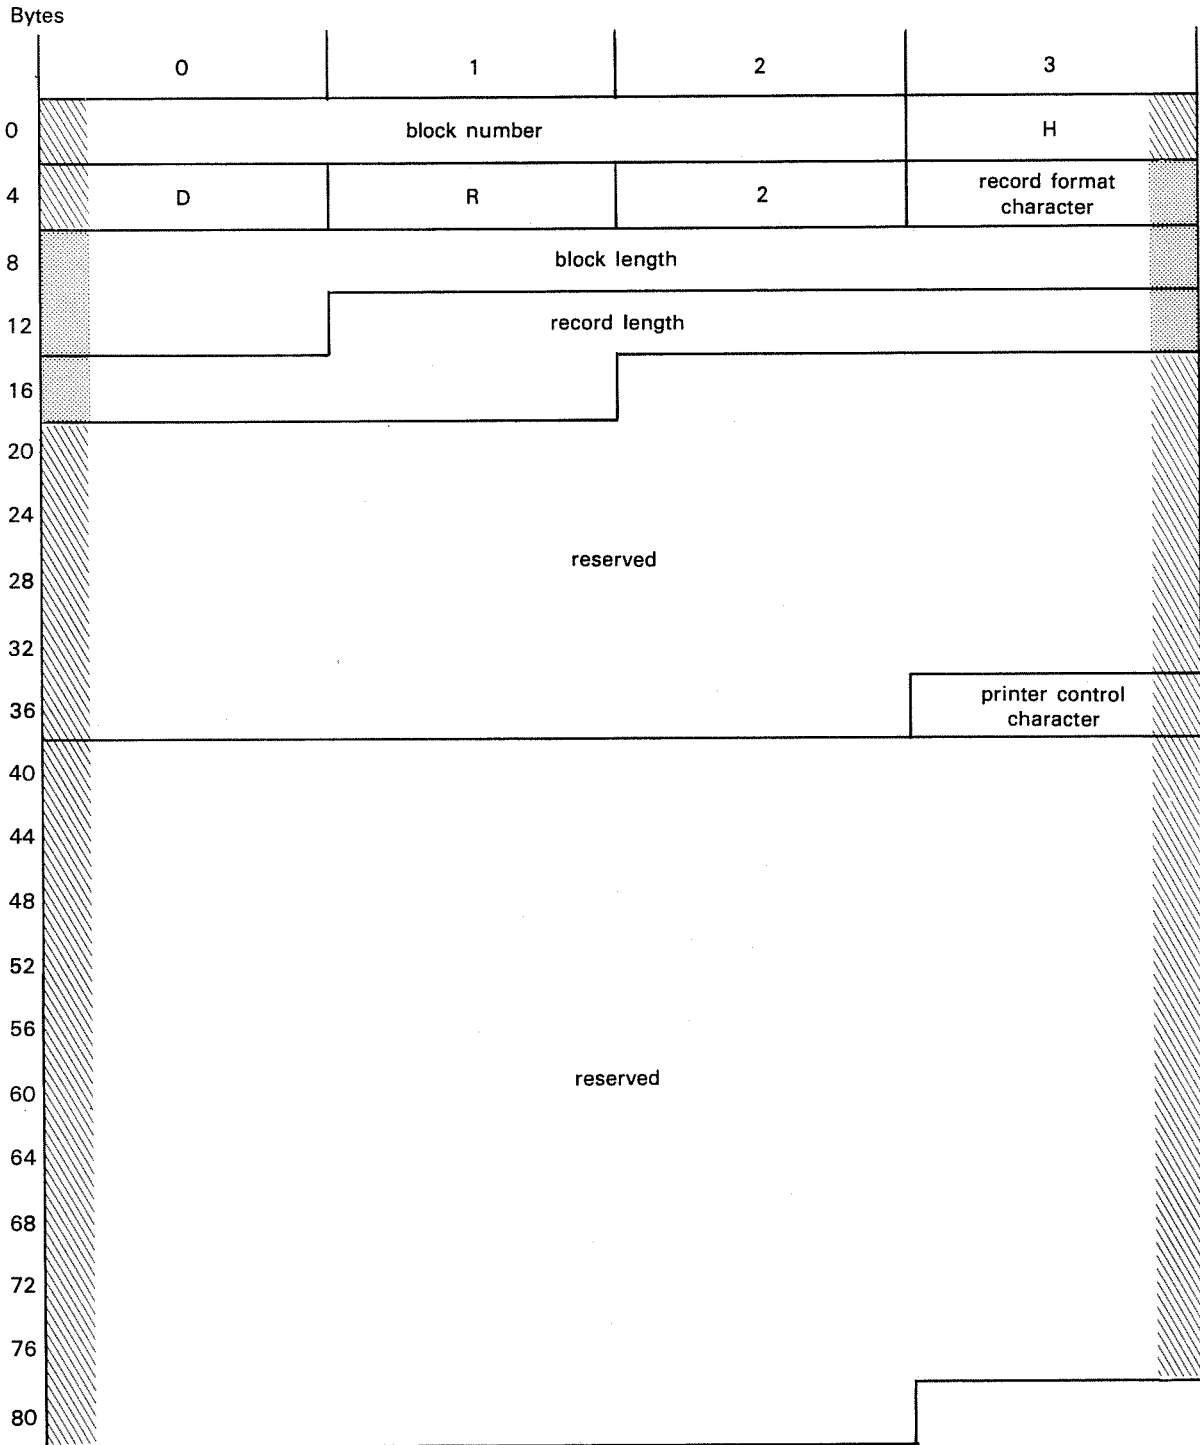 Bytes
0 1 2 3
0 block number H
4 D R 2 record format
character
8 block length
12 record length
16
20
24
28 reserved
32
36 printer control
character
40
44
48
52
56
60 reserved
64
68
72
76
80